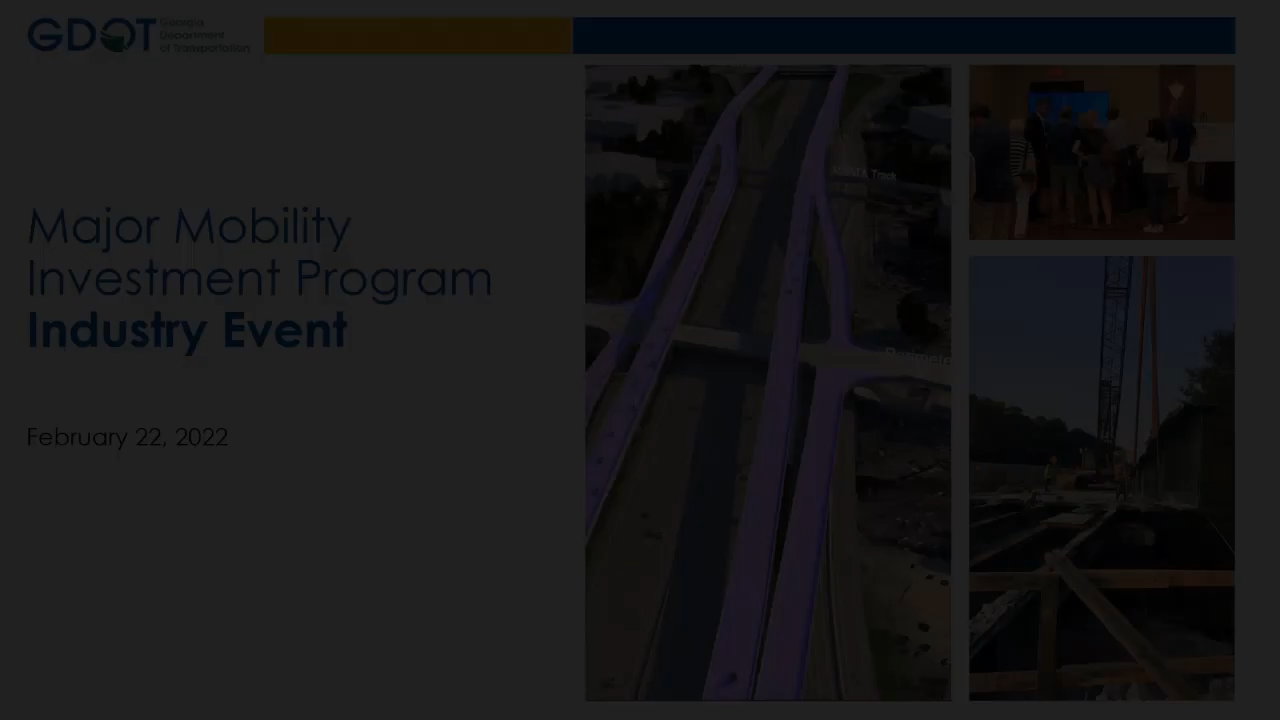 GDOT
Georgia
Department
of Transportation
Major Mobility
Investment Program
Industry Event
February 22, 2022